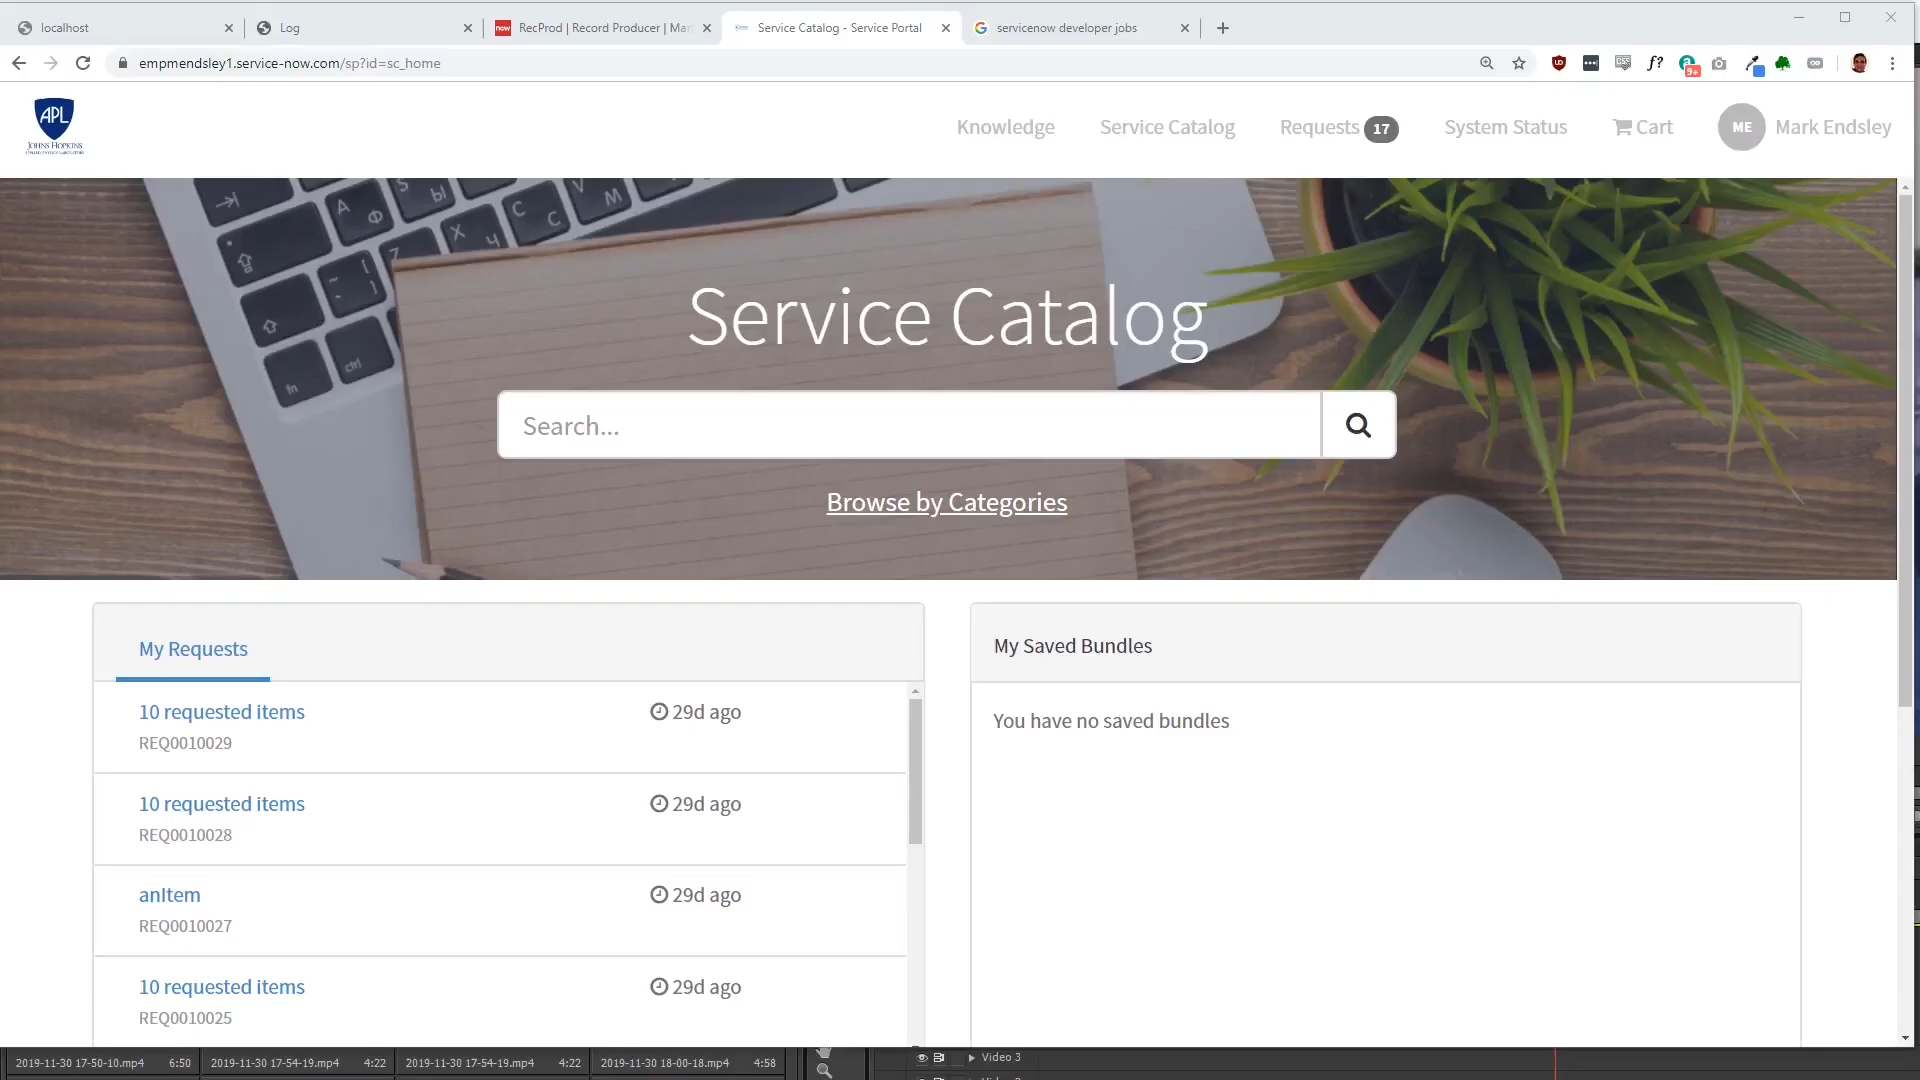 localhost
Log
RecProd | Record Producer | Mar
Service Catalog - Service Portal
servicenow developer jobs
empmendsley1.service-now.com/sp?id=sc_home
f?
9+
APL
JOHNS HOPKINS
Knowledge
Service Catalog
Requests 17
System Status
Cart
ME
Mark Endsley
Service Catalog
Search...
Browse by Categories
My Requests
10 requested items
29d ago
REQ0010029
10 requested items
29d ago
REQ0010028
anItem
29d ago
REQ0010027
10 requested items
29d ago
REQ0010025
My Saved Bundles
You have no saved bundles
2019-11-30 17-50-10.mp4 6:50
2019-11-30 17-54-19.mp4 4:22
2019-11-30 17-54-19.mp4 4:22
2019-11-30 18-00-18.mp4 4:58
Video 3